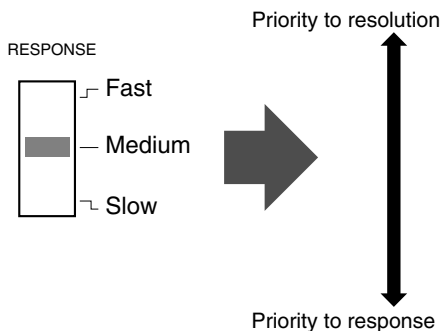 Priority to resolution
RESPONSE
Fast
Medium
Slow
Priority to response